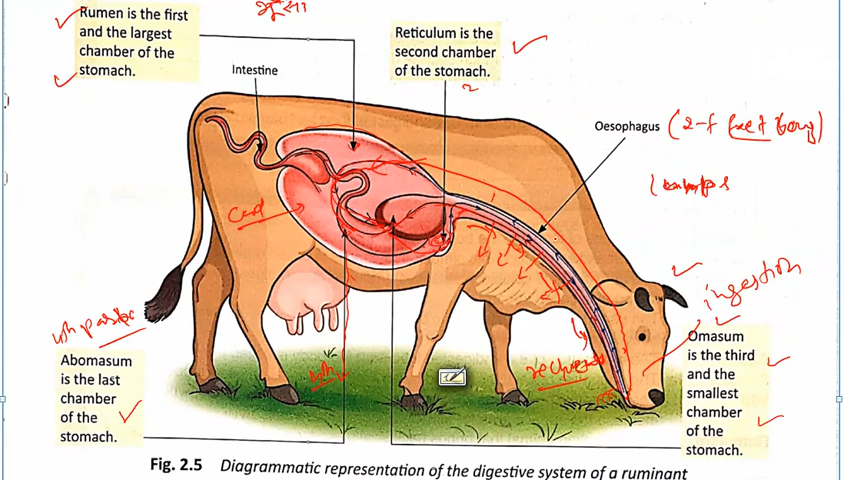 Rumen is the first
and the largest
chamber of the
stomach.
Reticulum is the
second chamber
of the stomach.
2
Intestine
Oesophagus
(2-f feet long)
Cud
ingestion
Omasum
is the third
and the
smallest
chamber
of the
stomach.
Abomasum
is the last
chamber
of the
stomach.
Fig. 2.5 Diagrammatic representation of the digestive system of a ruminant